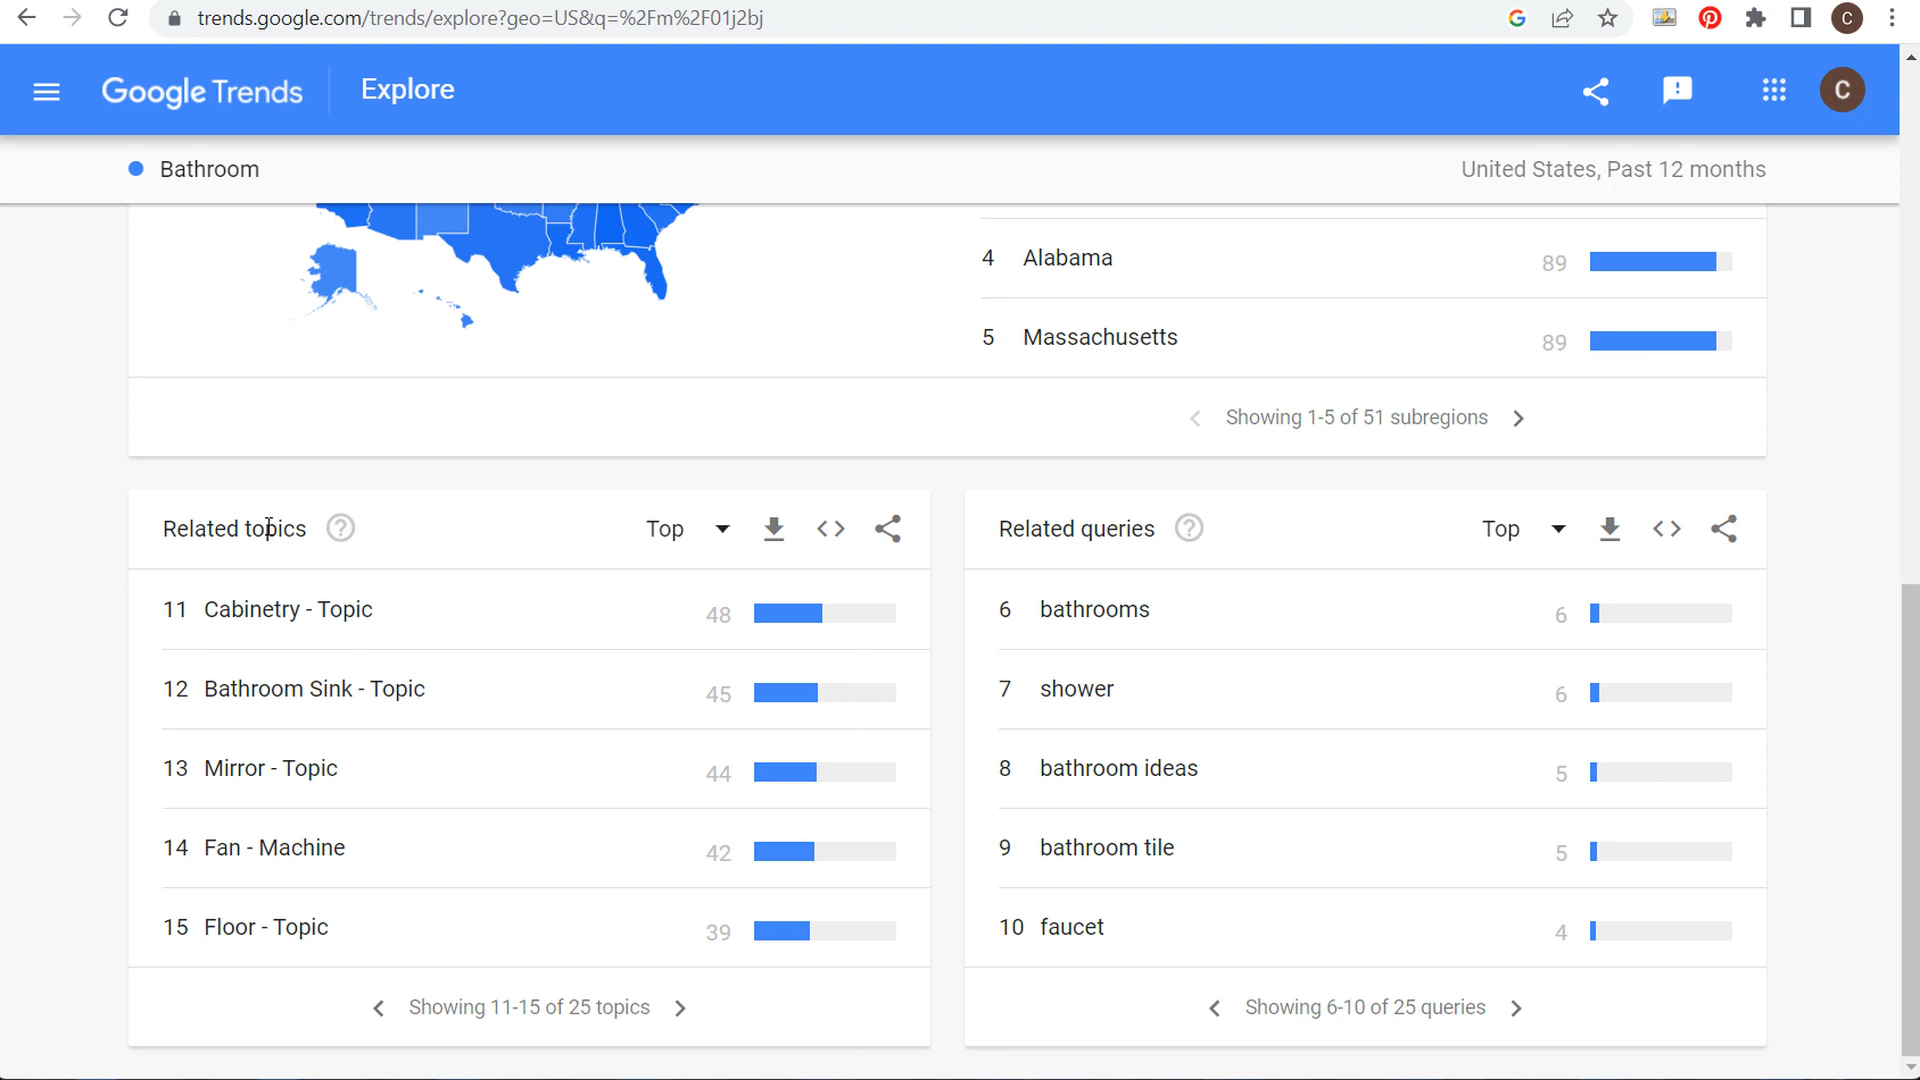 trends.google.com/trends/explore?geo=US&q=%2Fm%2F01j2bj
G
C
Google Trends
Explore
C
Bathroom
United States, Past 12 months
4 Alabama 89
5 Massachusetts 89
Showing 1-5 of 51 subregions
Related topics ?
Top
11 Cabinetry - Topic 48
12 Bathroom Sink - Topic 45
13 Mirror - Topic 44
14 Fan - Machine 42
15 Floor - Topic 39
Showing 11-15 of 25 topics
Related queries ?
Top
6 bathrooms 6
7 shower 6
8 bathroom ideas 5
9 bathroom tile 5
10 faucet 4
Showing 6-10 of 25 queries